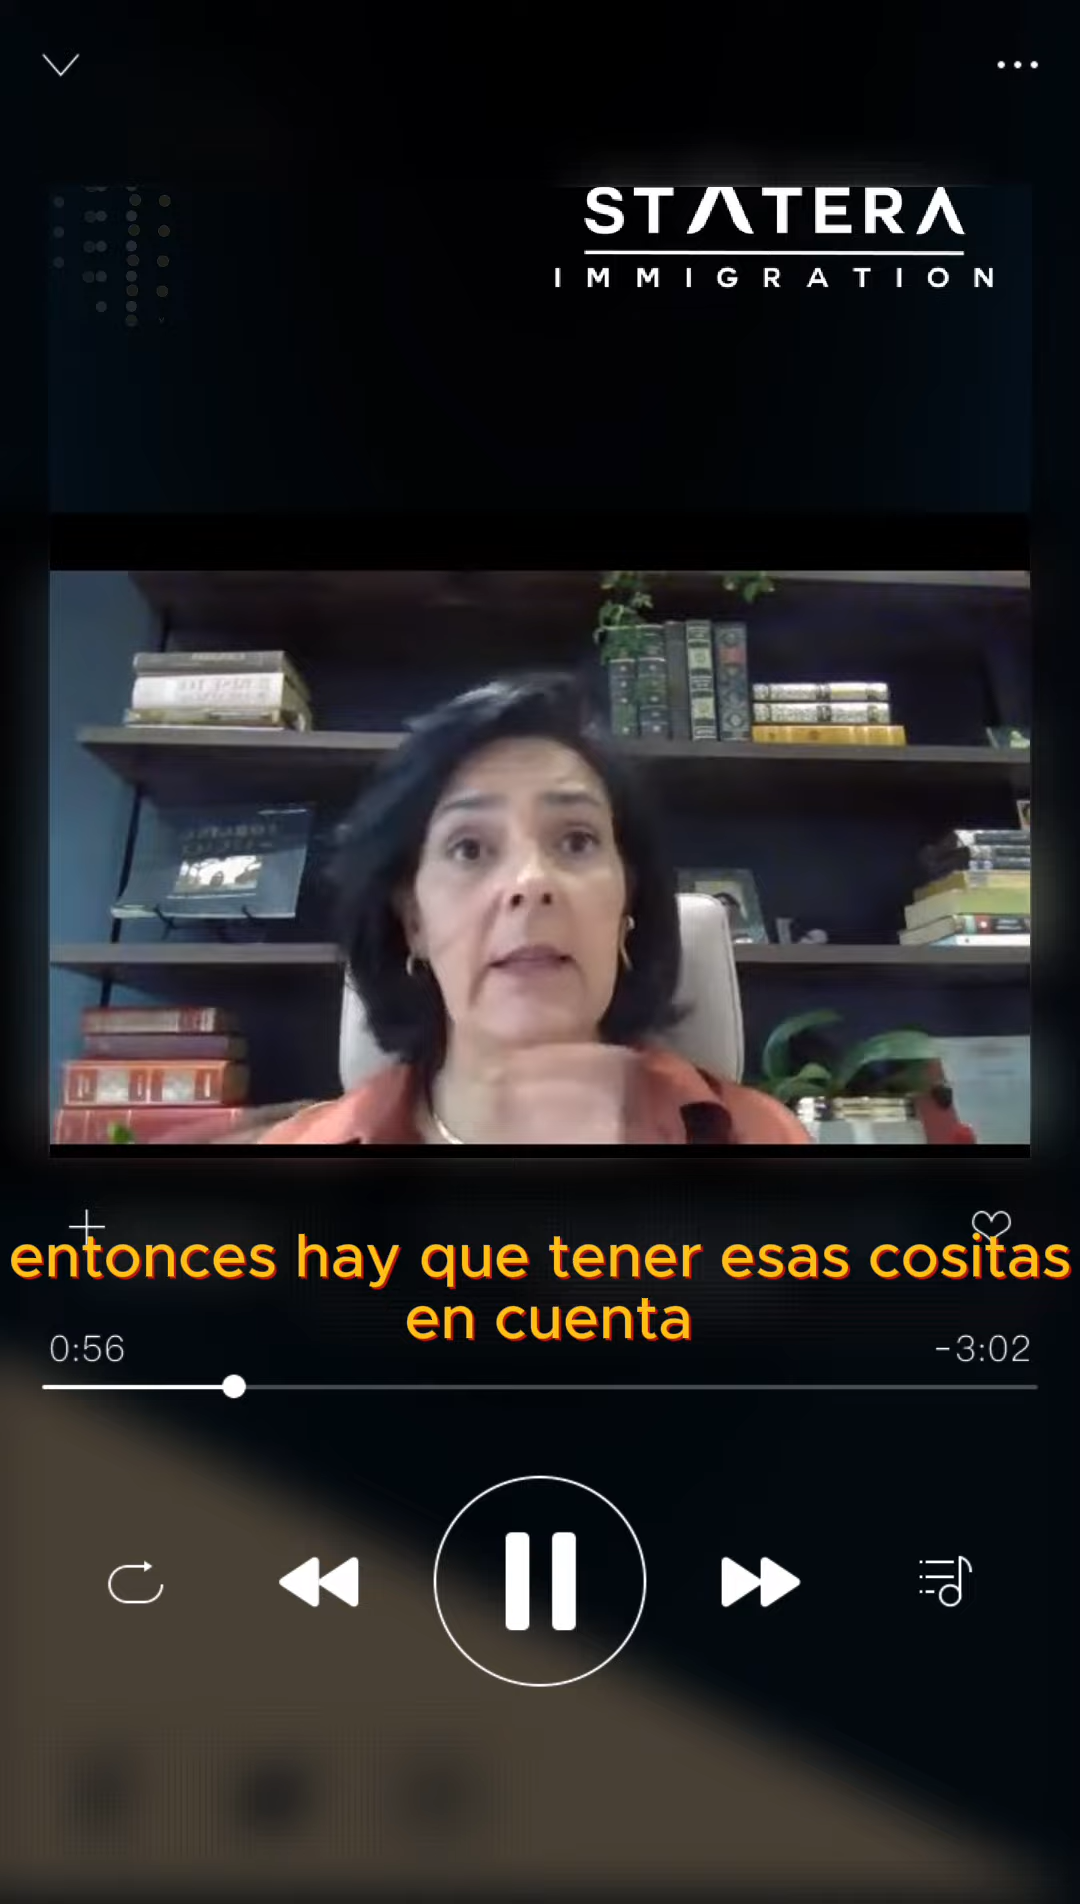 STATERA
IMMIGRATION
entonces hay que tener esas cositas
en cuenta
0:56
-3:02